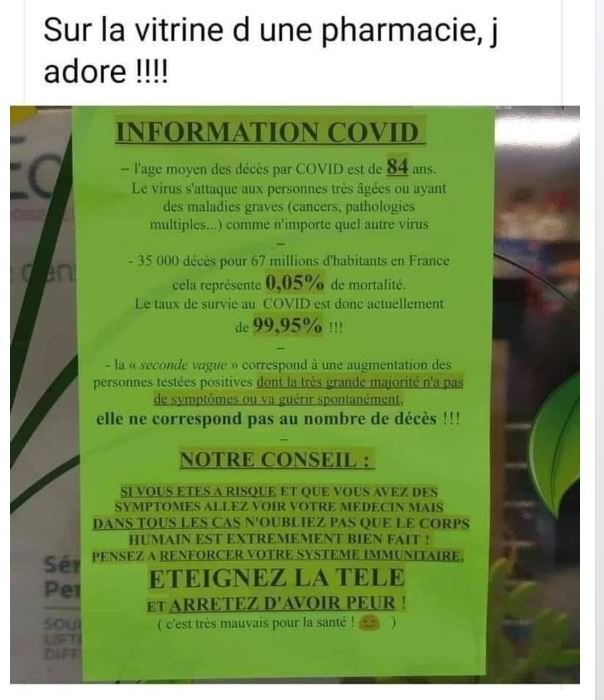 Sur la vitrine d une pharmacie, j
adore !!!!
INFORMATION COVID
– l'age moyen des décès par COVID est de 84 ans.
Le virus s'attaque aux personnes très âgées ou ayant
des maladies graves (cancers, pathologies
multiples...) comme n'importe quel autre virus
–
- 35 000 décès pour 67 millions d'habitants en France
cela représente 0,05% de mortalité.
Le taux de survie au COVID est donc actuellement
de 99,95% !!!
–
- la « seconde vague » correspond à une augmentation des
personnes testées positives dont la très grande majorité n'a pas
de symptômes ou va guérir spontanément,
elle ne correspond pas au nombre de décès !!!
–
NOTRE CONSEIL :
SI VOUS ETES A RISQUE ET QUE VOUS AVEZ DES
SYMPTOMES ALLEZ VOIR VOTRE MEDECIN MAIS
DANS TOUS LES CAS N'OUBLIEZ PAS QUE LE CORPS
HUMAIN EST EXTREMEMENT BIEN FAIT !
PENSEZ A RENFORCER VOTRE SYSTEME IMMUNITAIRE,
ETEIGNEZ LA TELE
ET ARRETEZ D'AVOIR PEUR !
( c'est très mauvais pour la santé ! )